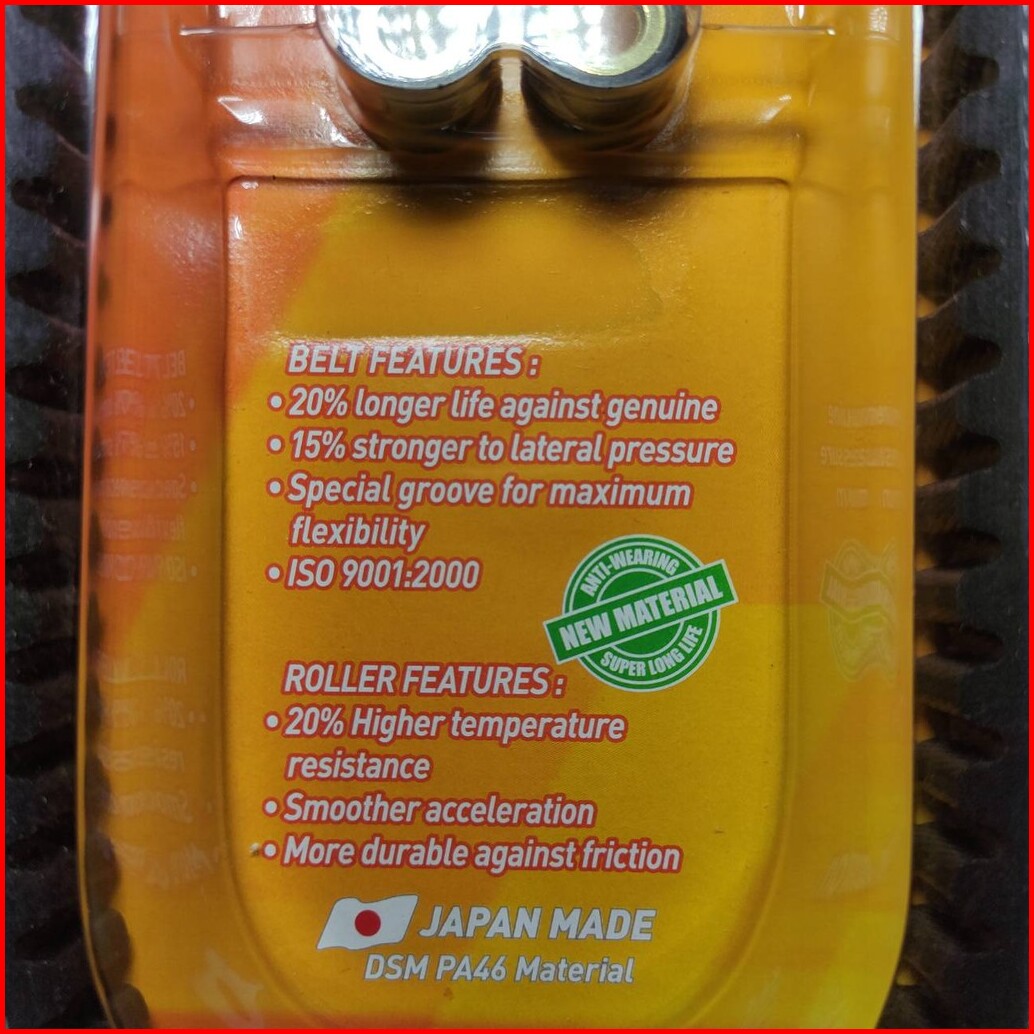 BELT FEATURES :
• 20% longer life against genuine
• 15% stronger to lateral pressure
• Special groove for maximum
flexibility
• ISO 9001:2000
ANTI-WEARING
NEW MATERIAL
SUPER LONG LIFE
ROLLER FEATURES :
• 20% Higher temperature
resistance
• Smoother acceleration
• More durable against friction
JAPAN MADE
DSM PA46 Material